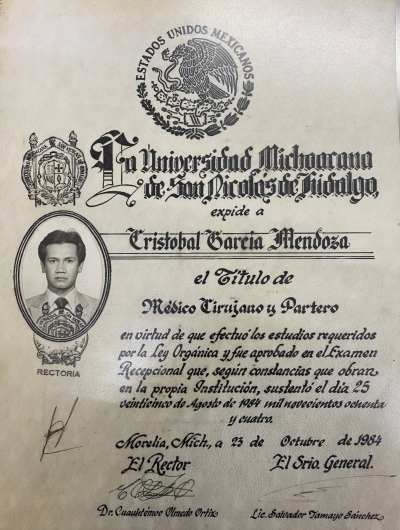 ESTADOS UNIDOS MEXICANOS
La Universidad Michoacana
de San Nicolás de Hidalgo,
expide a
Cristobal García Mendoza
el Título de
Médico Cirujano y Partero
en virtud de que efectuó los estudios requeridos
por la Ley Orgánica y fue aprobado en el Examen
Recepcional que, según constancias que obran
en la propia Institución, sustentó el día 25
veinticinco de Agosto de 1984 mil novecientos ochenta
y cuatro.
RECTORIA
Morelia, Mich., a 23 de Octubre de 1984
El Rector El Srio. General.
Dr. Cuauhtémoc Olmedo Ortiz Lic. Salvador Tamayo Sánchez